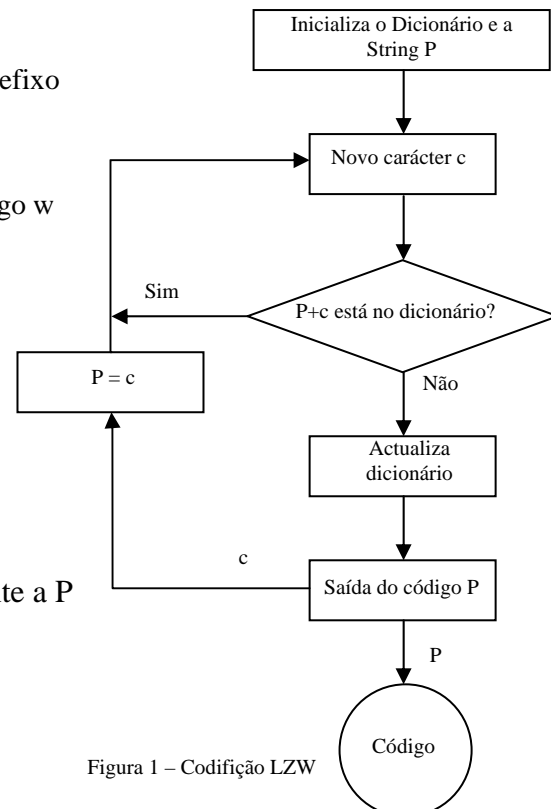 Inicializa o Dicionário e a
String P
efixo
Novo carácter c
go w
Sim
P+c está no dicionário?
P = c
Não
Actualiza
dicionário
c
te a P
Saída do código P
P
Código
Figura 1 – Codifição LZW